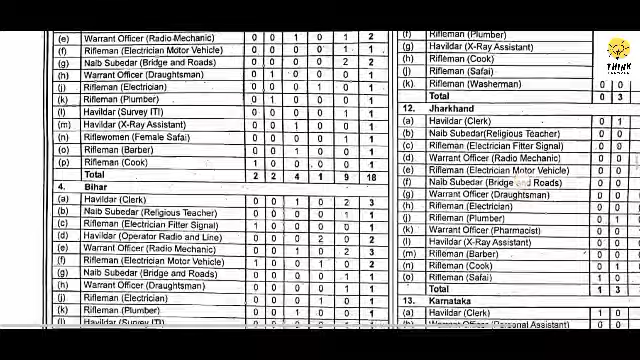 (e) Warrant Officer (Radio Mechanic) 0 0 1 0 1 2
(f) Rifleman (Electrician Motor Vehicle) 0 0 0 0 1 1
(g) Naib Subedar (Bridge and Roads) 0 0 0 0 2 2
(h) Warrant Officer (Draughtsman) 0 1 0 0 0 1
(j) Rifleman (Electrician) 0 0 0 1 0 1
(k) Rifleman (Plumber) 0 1 0 0 0 1
(l) Havildar (Survey ITI) 0 0 0 0 1 1
(m) Havildar (X-Ray Assistant) 0 0 1 0 0 1
(n) Riflewomen (Female Safai) 0 0 0 0 1 1
(o) Rifleman (Barber) 0 0 1 0 0 1
(p) Rifleman (Cook) 1 0 0 0 0 1
Total 2 2 4 1 9 18
4. Bihar
(a) Havildar (Clerk) 0 0 1 0 2 3
(b) Naib Subedar (Religious Teacher) 0 0 0 0 1 1
(c) Rifleman (Electrician Fitter Signal) 1 0 0 0 0 1
(d) Havildar (Operator Radio and Line) 0 0 0 2 0 2
(e) Warrant Officer (Radio Mechanic) 0 0 1 0 2 3
(f) Rifleman (Electrician Motor Vehicle) 1 0 0 1 0 2
(g) Naib Subedar (Bridge and Roads) 0 0 0 0 1 1
(h) Warrant Officer (Draughtsman) 0 0 0 0 1 1
(j) Rifleman (Electrician) 0 0 0 1 0 1
(k) Rifleman (Plumber) 0 0 1 0 0 1
(l) Havildar (Survey ITI) 0 0 0 0 1 1
(f) Rifleman (Plumber)
(g) Havildar (X-Ray Assistant)
(h) Rifleman (Cook)
(j) Rifleman (Safai)
(k) Rifleman (Washerman) 0 0
Total 0 3
12. Jharkhand
(a) Havildar (Clerk) 0 1
(b) Naib Subedar(Religious Teacher) 0 0
(c) Rifleman (Electrician Fitter Signal) 0 0
(d) Warrant Officer (Radio Mechanic) 0 0
(e) Rifleman (Electrician Motor Vehicle) 0 0
(f) Naib Subedar (Bridge and Roads) 0 0
(g) Warrant Officer (Draughtsman) 0 0
(h) Rifleman (Electrician) 0 0
(j) Rifleman (Plumber) 0 1
(k) Warrant Officer (Pharmacist) 0 0
(l) Havildar (X-Ray Assistant) 0 0
(m) Rifleman (Barber) 0 0
(n) Rifleman (Cook) 0 1
(o) Rifleman (Safai) 1 0
Total 1 3
13. Karnataka
(a) Havildar (Clerk) 1 0
(b) Warrant Officer (Personal Assistant) 0 0
THINK